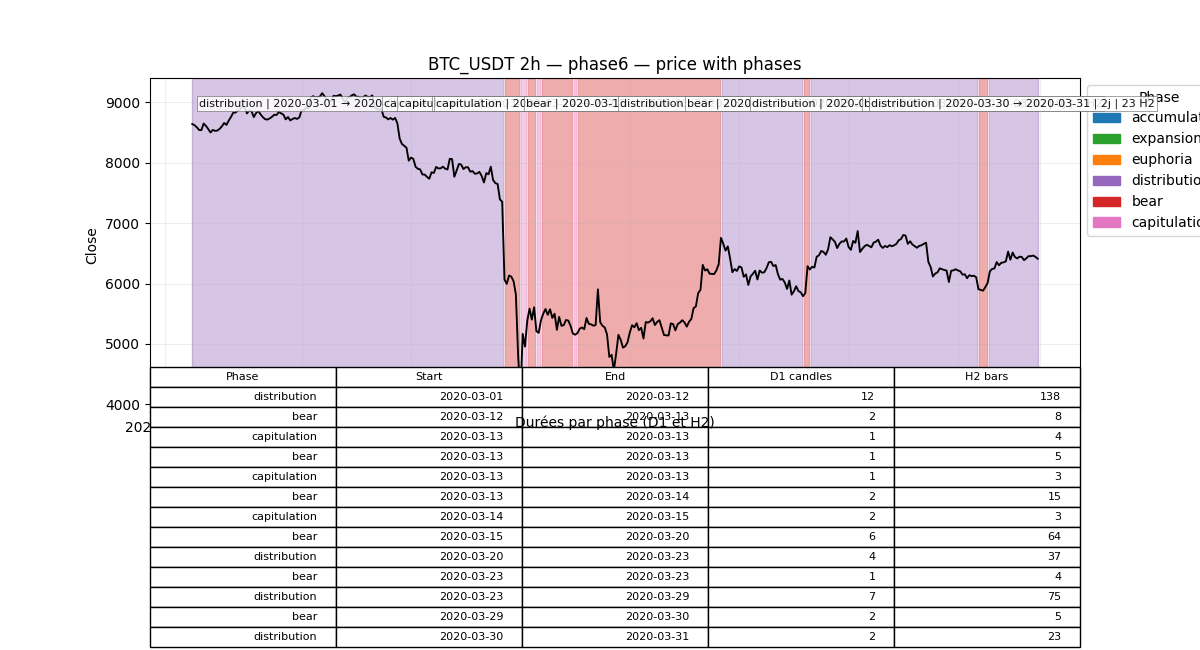 BTC_USDT 2h — phase6 — price with phases
distribution | 2020-03-01 → 2020
capitulation | 20
bear | 2020-03-1
distribution
bear | 2020
distribution | 2020-0
distribution | 2020-03-30 → 2020-03-31 | 2j | 23 H2
Phase
accumulat
expansion
euphoria
distributio
bear
capitulatio
Close
9000
8000
7000
6000
5000
4000
202
Durées par phase (D1 et H2)
Phase Start End D1 candles H2 bars
distribution 2020-03-01 2020-03-12 12 138
bear 2020-03-12 2020-03-13 2 8
capitulation 2020-03-13 2020-03-13 1 4
bear 2020-03-13 2020-03-13 1 5
capitulation 2020-03-13 2020-03-13 1 3
bear 2020-03-13 2020-03-14 2 15
capitulation 2020-03-14 2020-03-15 2 3
bear 2020-03-15 2020-03-20 6 64
distribution 2020-03-20 2020-03-23 4 37
bear 2020-03-23 2020-03-23 1 4
distribution 2020-03-23 2020-03-29 7 75
bear 2020-03-29 2020-03-30 2 5
distribution 2020-03-30 2020-03-31 2 23